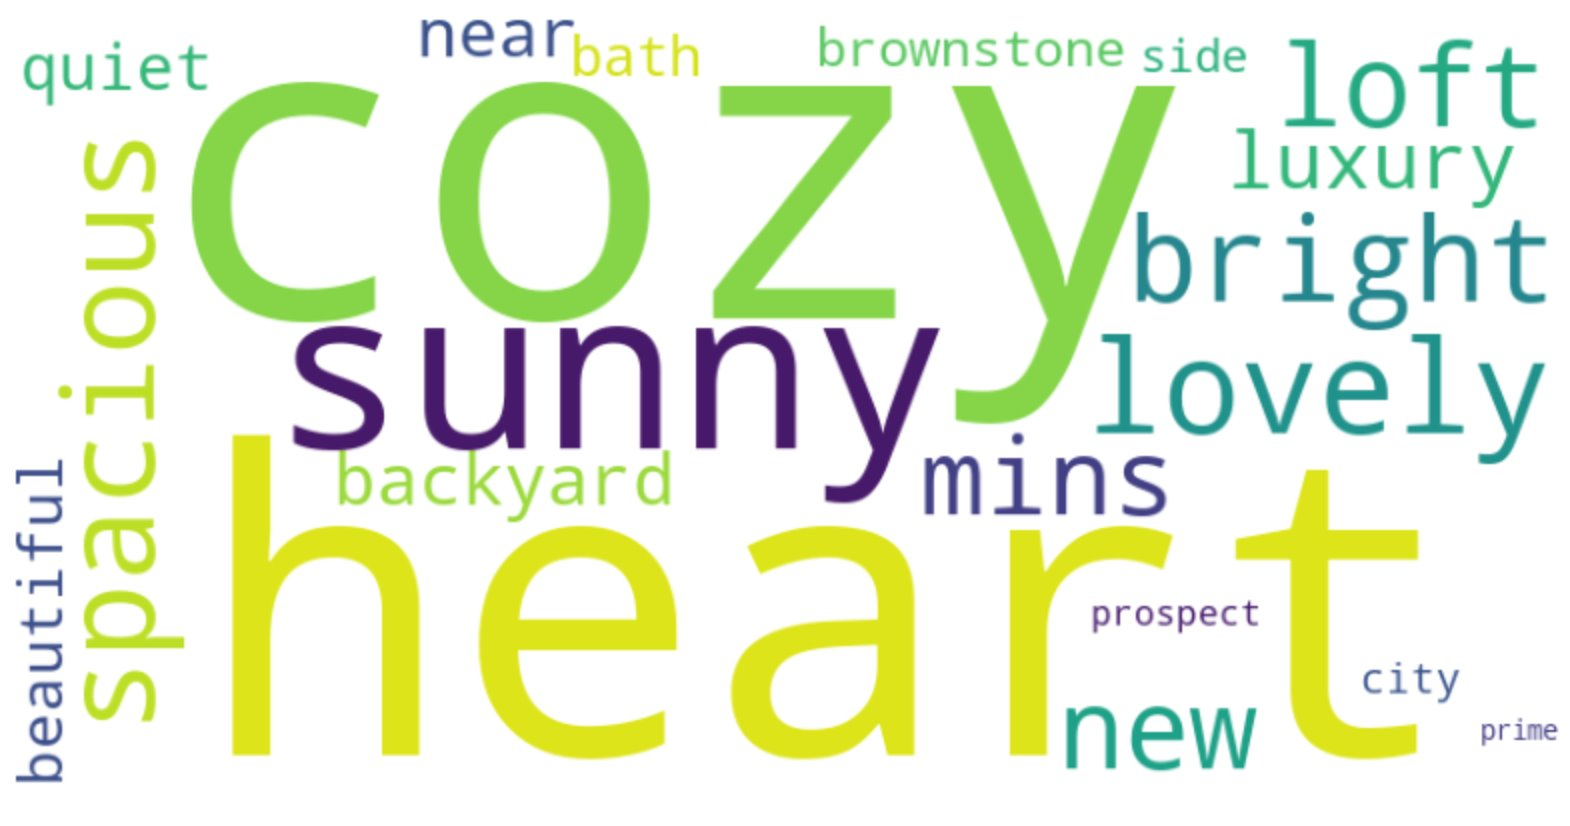 near
bath
brownstone
side
loft
quiet
cozy
luxury
spacious
bright
sunny
lovely
backyard
mins
beautiful
heart
prospect
city
new
prime